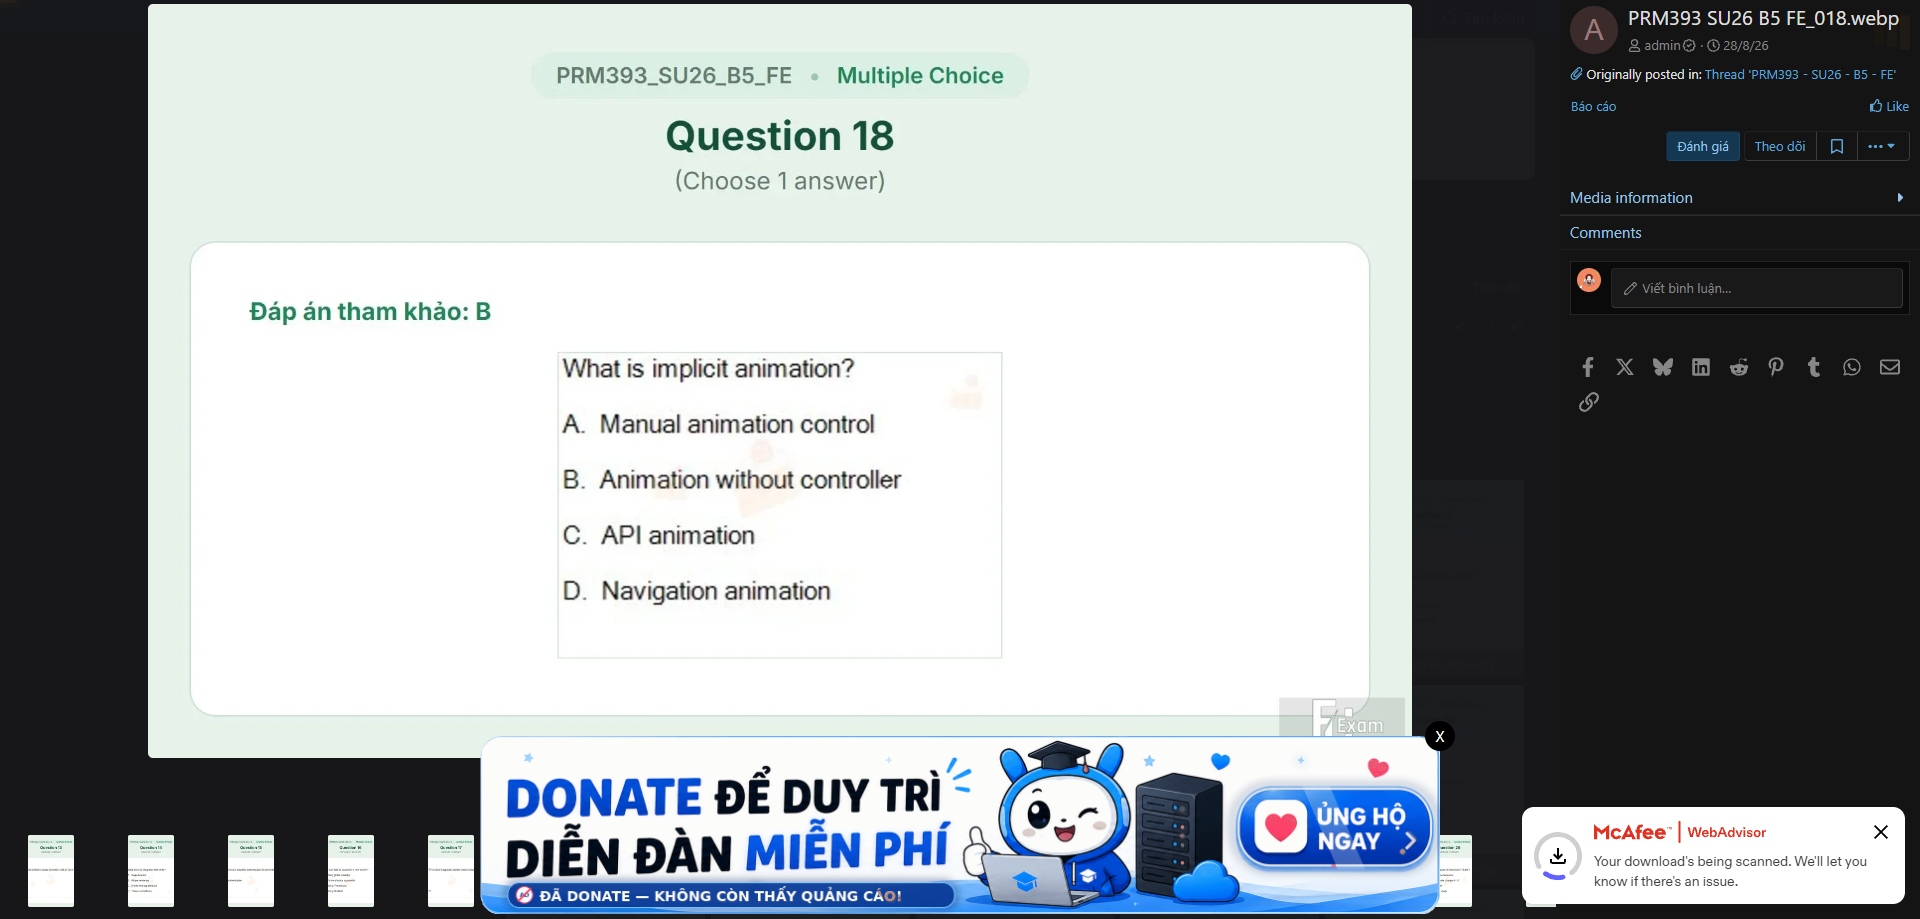 PRM393_SU26_B5_FE • Multiple Choice
Question 18
(Choose 1 answer)
Đáp án tham khảo: B
What is implicit animation?
A. Manual animation control
B. Animation without controller
C. API animation
D. Navigation animation
Exam
DONATE ĐỂ DUY TRÌ
DIỄN ĐÀN MIỄN PHÍ
ĐÃ DONATE — KHÔNG CÒN THẤY QUẢNG CÁO!
ỦNG HỘ
NGAY
X
A
PRM393 SU26 B5 FE_018.webp
admin · 28/8/26
Originally posted in: Thread 'PRM393 - SU26 - B5 - FE'
Báo cáo
Like
Đánh giá
Theo dõi
Media information
Comments
Viết bình luận...
McAfee™ | WebAdvisor
Your download's being scanned. We'll let you
know if there's an issue.